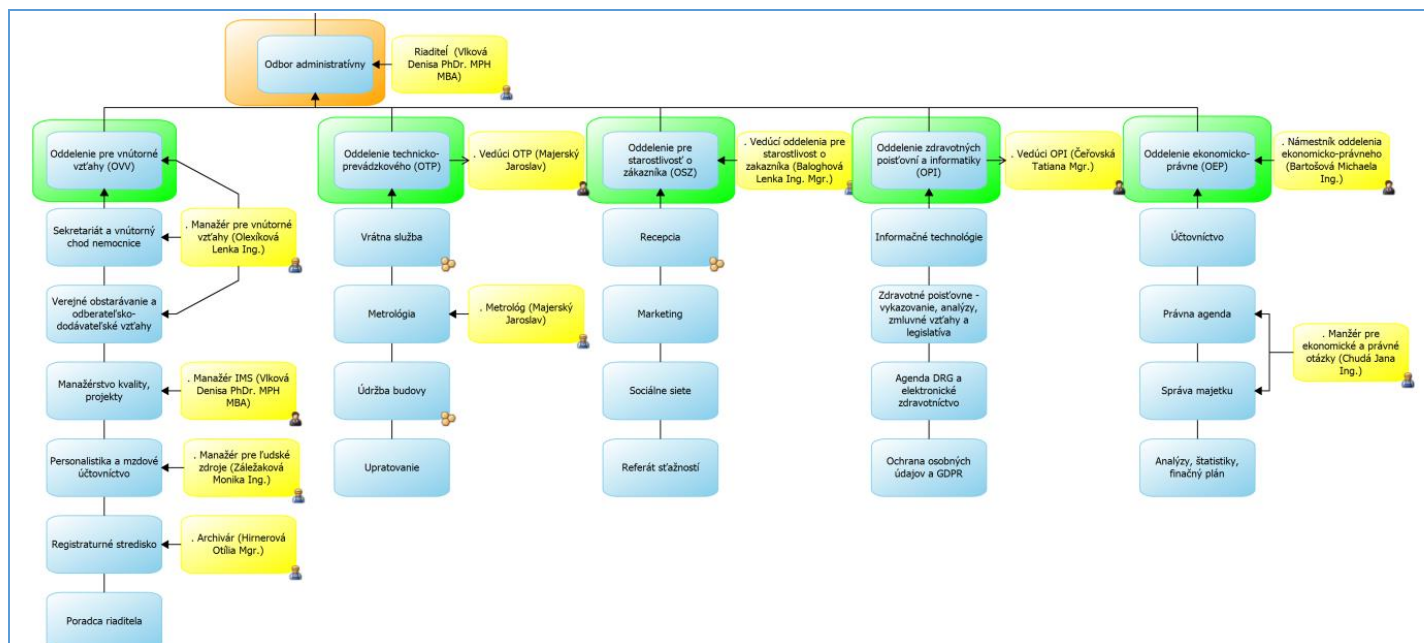 Odbor administratívny
Riaditeľ (Vlková
Denisa PhDr. MPH
MBA)
Oddelenie pre vnútorné
vzťahy (OVV)
Oddelenie technicko-
prevádzkového (OTP)
. Vedúci OTP (Majerský
Jaroslav)
Oddelenie pre
starostlivosť o
zákazníka (OSZ)
. Vedúcí oddelenia pre
starostlivost o
zakazníka (Baloghová
Lenka Ing. Mgr.)
Oddelenie zdravotných
poisťovní a informatiky
(OPI)
. Vedúci OPI (Čeřovská
Tatiana Mgr.)
Oddelenie ekonomicko-
právne (OEP)
. Námestník oddelenia
ekonomicko-právneho
(Bartošová Michaela
Ing.)
Sekretariát a vnútorný
chod nemocnice
. Manažér pre vnútorné
vzťahy (Olexíková
Lenka Ing.)
Vrátna služba
Recepcia
Informačné technológie
Účtovníctvo
Verejné obstarávanie a
odberateľsko-
dodávateľské vzťahy
Metrológia
. Metrológ (Majerský
Jaroslav)
Marketing
Zdravotné poisťovne -
vykazovanie, analýzy,
zmluvné vzťahy a
legislatíva
Právna agenda
. Manžér pre
ekonomické a právné
otázky (Chudá Jana
Ing.)
Manažérstvo kvality,
projekty
. Manažér IMS (Vlková
Denisa PhDr. MPH
MBA)
Údržba budovy
Sociálne siete
Agenda DRG a
elektronické
zdravotníctvo
Správa majetku
Personalistika a mzdové
účtovníctvo
. Manažér pre ľudské
zdroje (Záležaková
Monika Ing.)
Upratovanie
Referát sťažností
Ochrana osobných
údajov a GDPR
Analýzy, štatistiky,
finačný plán
Registraturné stredisko
. Archivár (Hirnerová
Otília Mgr.)
Poradca riaditela